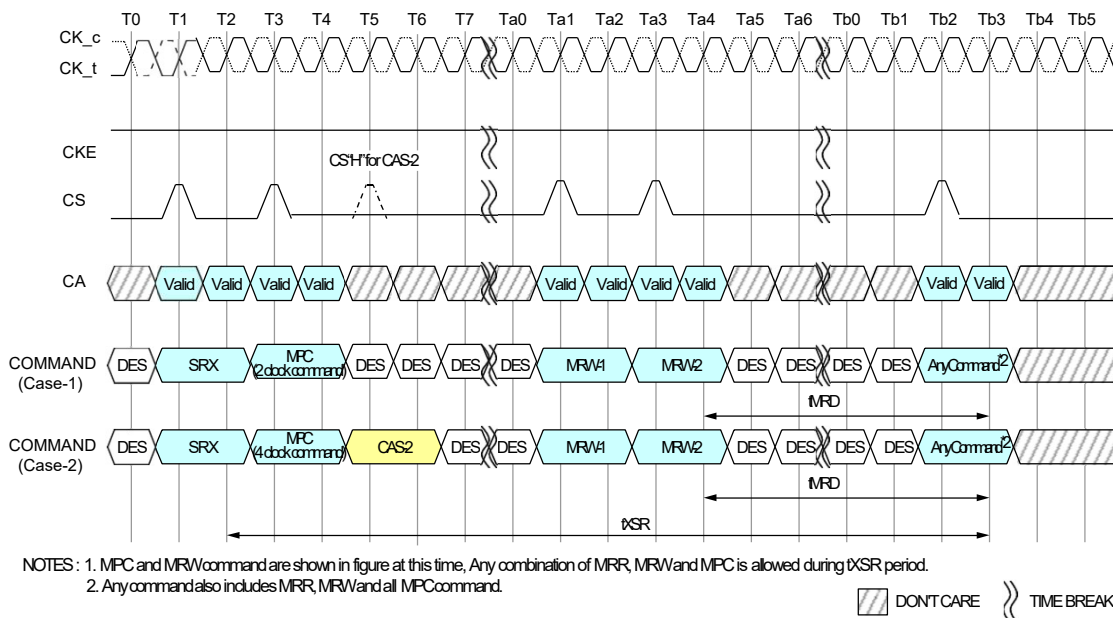 T0 T1 T2 T3 T4 T5 T6 T7 Ta0 Ta1 Ta2 Ta3 Ta4 Ta5 Ta6 Tb0 Tb1 Tb2 Tb3 Tb4 Tb5
CK_c
CK_t
CKE
CS"H" for CAS-2
CS
CA Valid Valid Valid Valid Valid Valid Valid Valid Valid Valid
COMMAND (Case-1) DES SRX MPC (2 clock command) DES DES DES DES MRW-1 MRW-2 DES DES DES DES Any Command*2
tMRD
COMMAND (Case-2) DES SRX MPC (4 clock command) CAS-2 DES DES MRW-1 MRW-2 DES DES DES DES Any Command*2
tMRD
tXSR
NOTES : 1. MPC and MRW command are shown in figure at this time, Any combination of MRR, MRW and MPC is allowed during tXSR period.
2. Any command also includes MRR, MRW and all MPC command.
DON'T CARE TIME BREAK